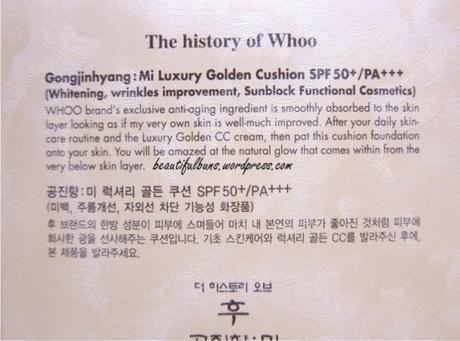 The history of Whoo
Gongjinhyang: Mi Luxury Golden Cushion SPF50+/PA+++
(Whitening, wrinkles improvement, Sunblock Functional Cosmetics)
WHOO brand's exclusive anti-aging ingredient is smoothly absorbed to the skin
layer looking as if my very own skin is well-much improved. After your daily skin-
care routine and the Luxury Golden CC cream, then pat this cushion foundation
onto your skin. You will be amazed at the natural glow that comes within from the
very below skin layer.
beautifulbuns.wordpress.com
공진향: 미 럭셔리 골든 쿠션 SPF50+/PA+++
(미백, 주름개선, 자외선 차단 기능성 화장품)
후 브랜드의 한방 성분이 피부에 스며들어 마치 내 본연의 피부가 좋아진 것처럼 피부에
화사한 광을 선사해주는 쿠션입니다. 기초 스킨케어와 럭셔리 골든 CC를 발라주신 후에,
본 제품을 발라주세요.
더 히스토리 오브
후
공진향:미